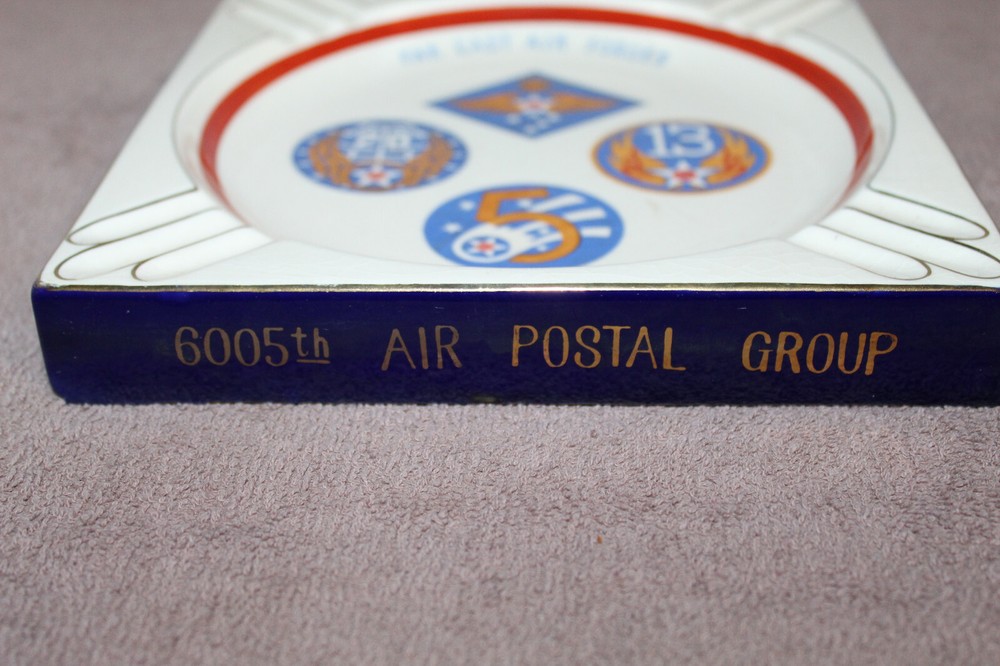 FAR EAST AIR FORCES
13
5
6005th AIR POSTAL GROUP